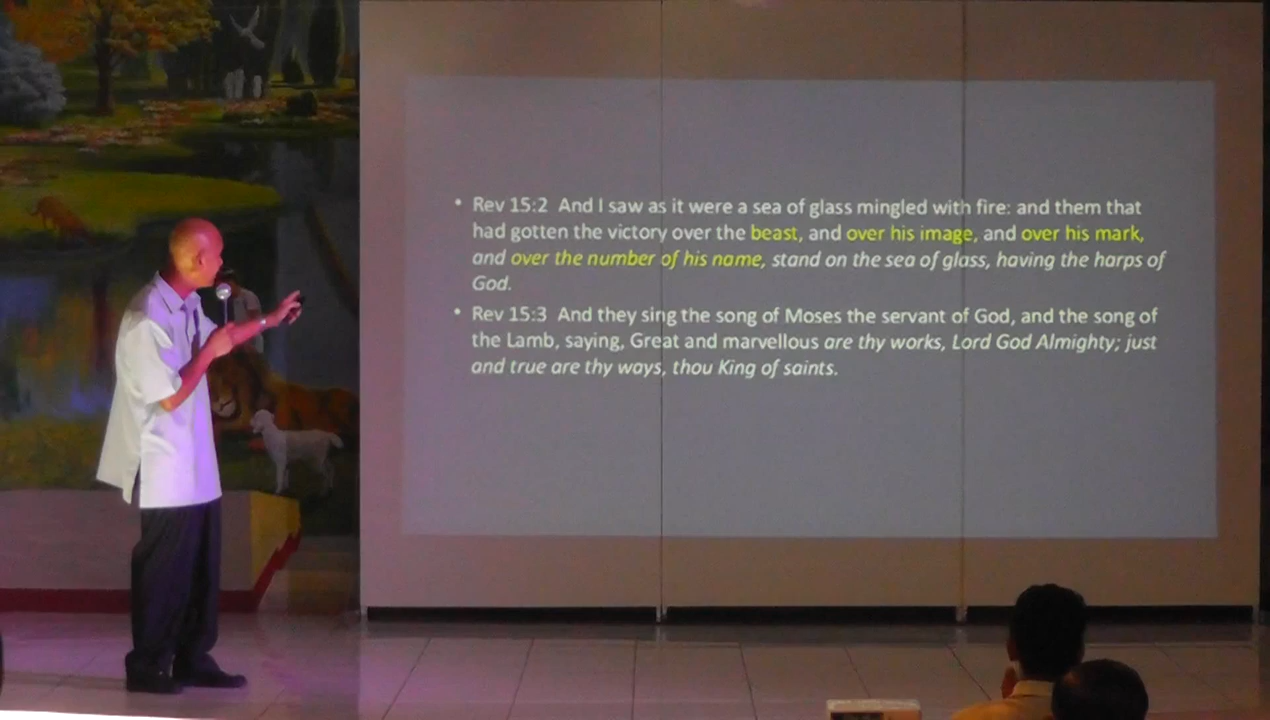 • Rev 15:2 And I saw as it were a sea of glass mingled with fire: and them that
had gotten the victory over the beast, and over his image, and over his mark,
and over the number of his name, stand on the sea of glass, having the harps of
God.
• Rev 15:3 And they sing the song of Moses the servant of God, and the song of
the Lamb, saying, Great and marvellous are thy works, Lord God Almighty; just
and true are thy ways, thou King of saints.